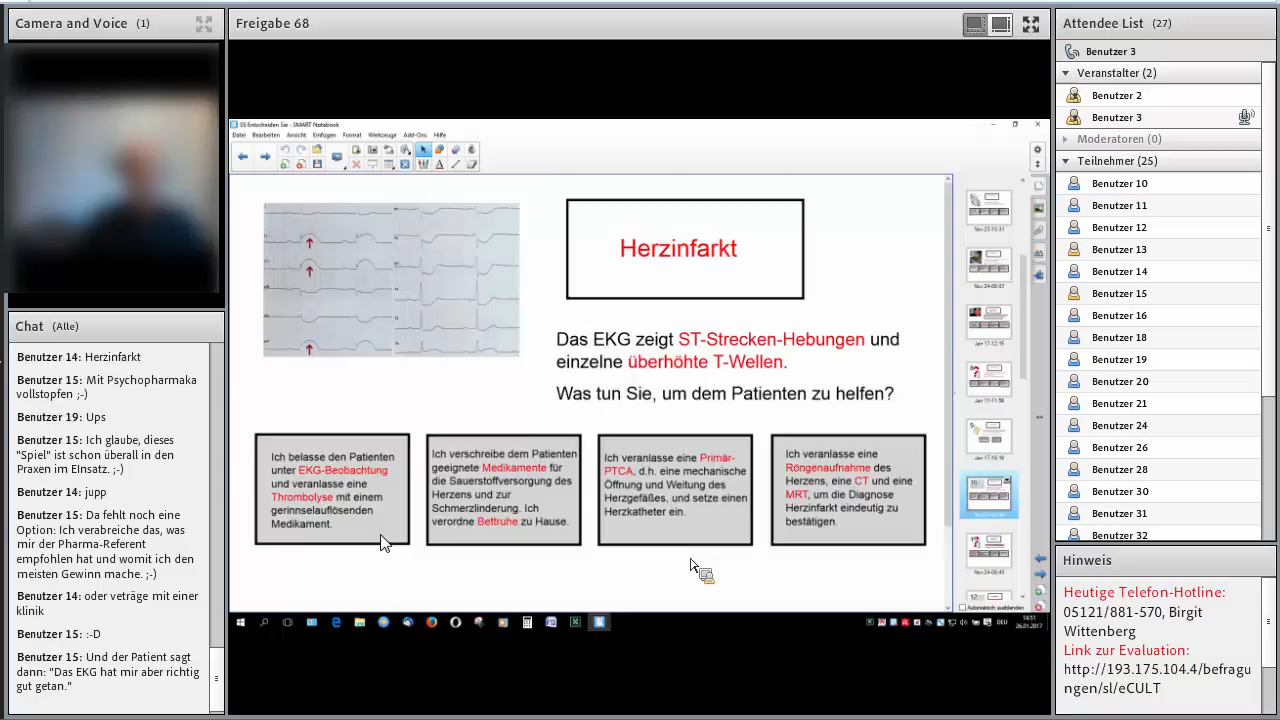 Camera and Voice (1)
Chat (Alle)
Benutzer 14: Herzinfarkt
Benutzer 15: Mit Psychopharmaka
vollstopfen ;-)
Benutzer 19: Ups
Benutzer 15: Ich glaube, dieses
"Spiel" ist schon überall in den
Praxen im EInsatz. ;-)
Benutzer 14: jupp
Benutzer 15: Da fehlt noch eine
Option: Ich verabreiche das, was
mir der Pharma-Referent
empfohlen hat und womit ich den
meisten Gewinn mache. ;-)
Benutzer 14: oder veträge mit einer
klinik
Benutzer 15: :-D
Benutzer 15: Und der Patient sagt
dann: "Das EKG hat mir aber richtig
gut getan."
Freigabe 68
S5 Entscheiden Sie - SMART Notebook
Datei Bearbeiten Ansicht Einfügen Format Werkzeuge Add-Ons Hilfe
Herzinfarkt
Das EKG zeigt ST-Strecken-Hebungen und
einzelne überhöhte T-Wellen.
Was tun Sie, um dem Patienten zu helfen?
Ich belasse den Patienten
unter EKG-Beobachtung
und veranlasse eine
Thrombolyse mit einem
gerinnselauflösenden
Medikament.
Ich verschreibe dem Patienten
geeignete Medikamente für
die Sauerstoffversorgung des
Herzens und zur
Schmerzlinderung. Ich
verordne Bettruhe zu Hause.
Ich veranlasse eine Primär-
PTCA, d.h. eine mechanische
Öffnung und Weitung des
Herzgefäßes, und setze einen
Herzkatheter ein.
Ich veranlasse eine
Röngenaufnahme des
Herzens, eine CT und eine
MRT, um die Diagnose
Herzinfarkt eindeutig zu
bestätigen.
Automatisch ausblenden
DEU
14:51
26.01.2017
Attendee List (27)
Benutzer 3
Veranstalter (2)
Benutzer 2
Benutzer 3
Moderatoren (0)
Teilnehmer (25)
Benutzer 10
Benutzer 11
Benutzer 12
Benutzer 13
Benutzer 14
Benutzer 15
Benutzer 16
Benutzer 18
Benutzer 19
Benutzer 20
Benutzer 21
Benutzer 24
Benutzer 26
Benutzer 28
Benutzer 30
Benutzer 31
Benutzer 32
Hinweis
Heutige Telefon-Hotline:
05121/881-570, Birgit
Wittenberg
Link zur Evaluation:
http://193.175.104.4/befragu
ngen/sl/eCULT